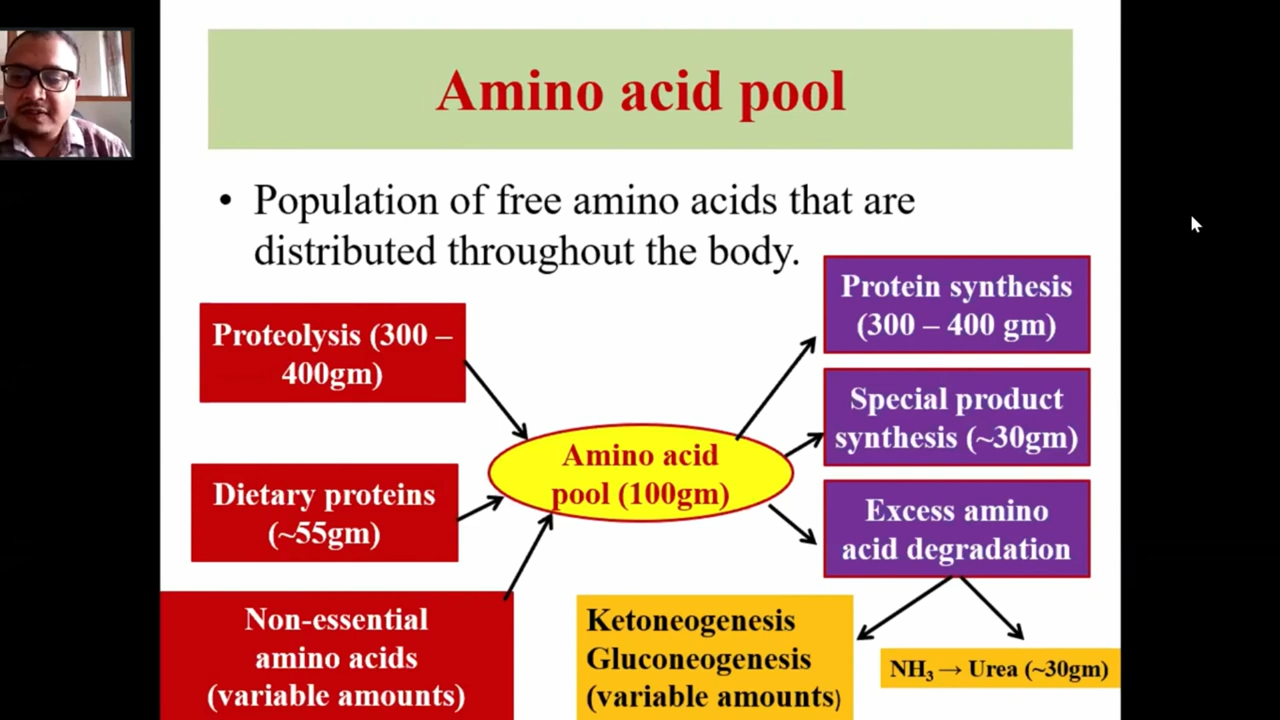 Amino acid pool
• Population of free amino acids that are
distributed throughout the body.
Proteolysis (300 –
400gm)
Dietary proteins
(~55gm)
Non-essential
amino acids
(variable amounts)
Amino acid
pool (100gm)
Protein synthesis
(300 – 400 gm)
Special product
synthesis (~30gm)
Excess amino
acid degradation
Ketoneogenesis
Gluconeogenesis
(variable amounts)
NH₃ → Urea (~30gm)